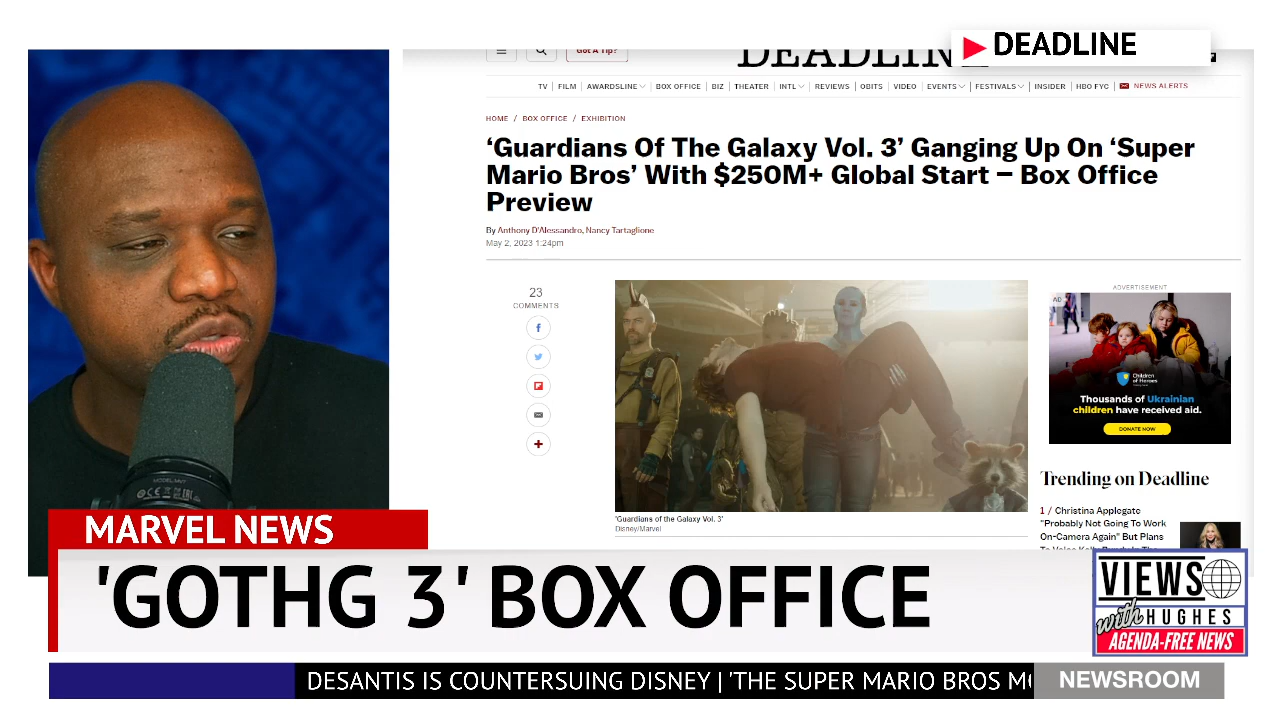 DEADLINE
DEADLINE
Got A Tip?
TV | FILM | AWARDSLINE | BOX OFFICE | BIZ | THEATER | INTL | REVIEWS | OBITS | VIDEO | EVENTS | FESTIVALS | INSIDER | HBO FYC | NEWS ALERTS
HOME / BOX OFFICE / EXHIBITION
‘Guardians Of The Galaxy Vol. 3’ Ganging Up On ‘Super
Mario Bros’ With $250M+ Global Start – Box Office
Preview
By Anthony D'Alessandro, Nancy Tartaglione
May 2, 2023 1:24pm
23
COMMENTS
ADVERTISEMENT
AD
Children
of Heroes
Thousands of Ukrainian
children have received aid.
DONATE NOW
'Guardians of the Galaxy Vol. 3'
Disney/Marvel
Trending on Deadline
1 / Christina Applegate
"Probably Not Going To Work
On-Camera Again" But Plans
MARVEL NEWS
'GOTHG 3' BOX OFFICE
VIEWS
with HUGHES
AGENDA-FREE NEWS
DESANTIS IS COUNTERSUING DISNEY | 'THE SUPER MARIO BROS
NEWSROOM